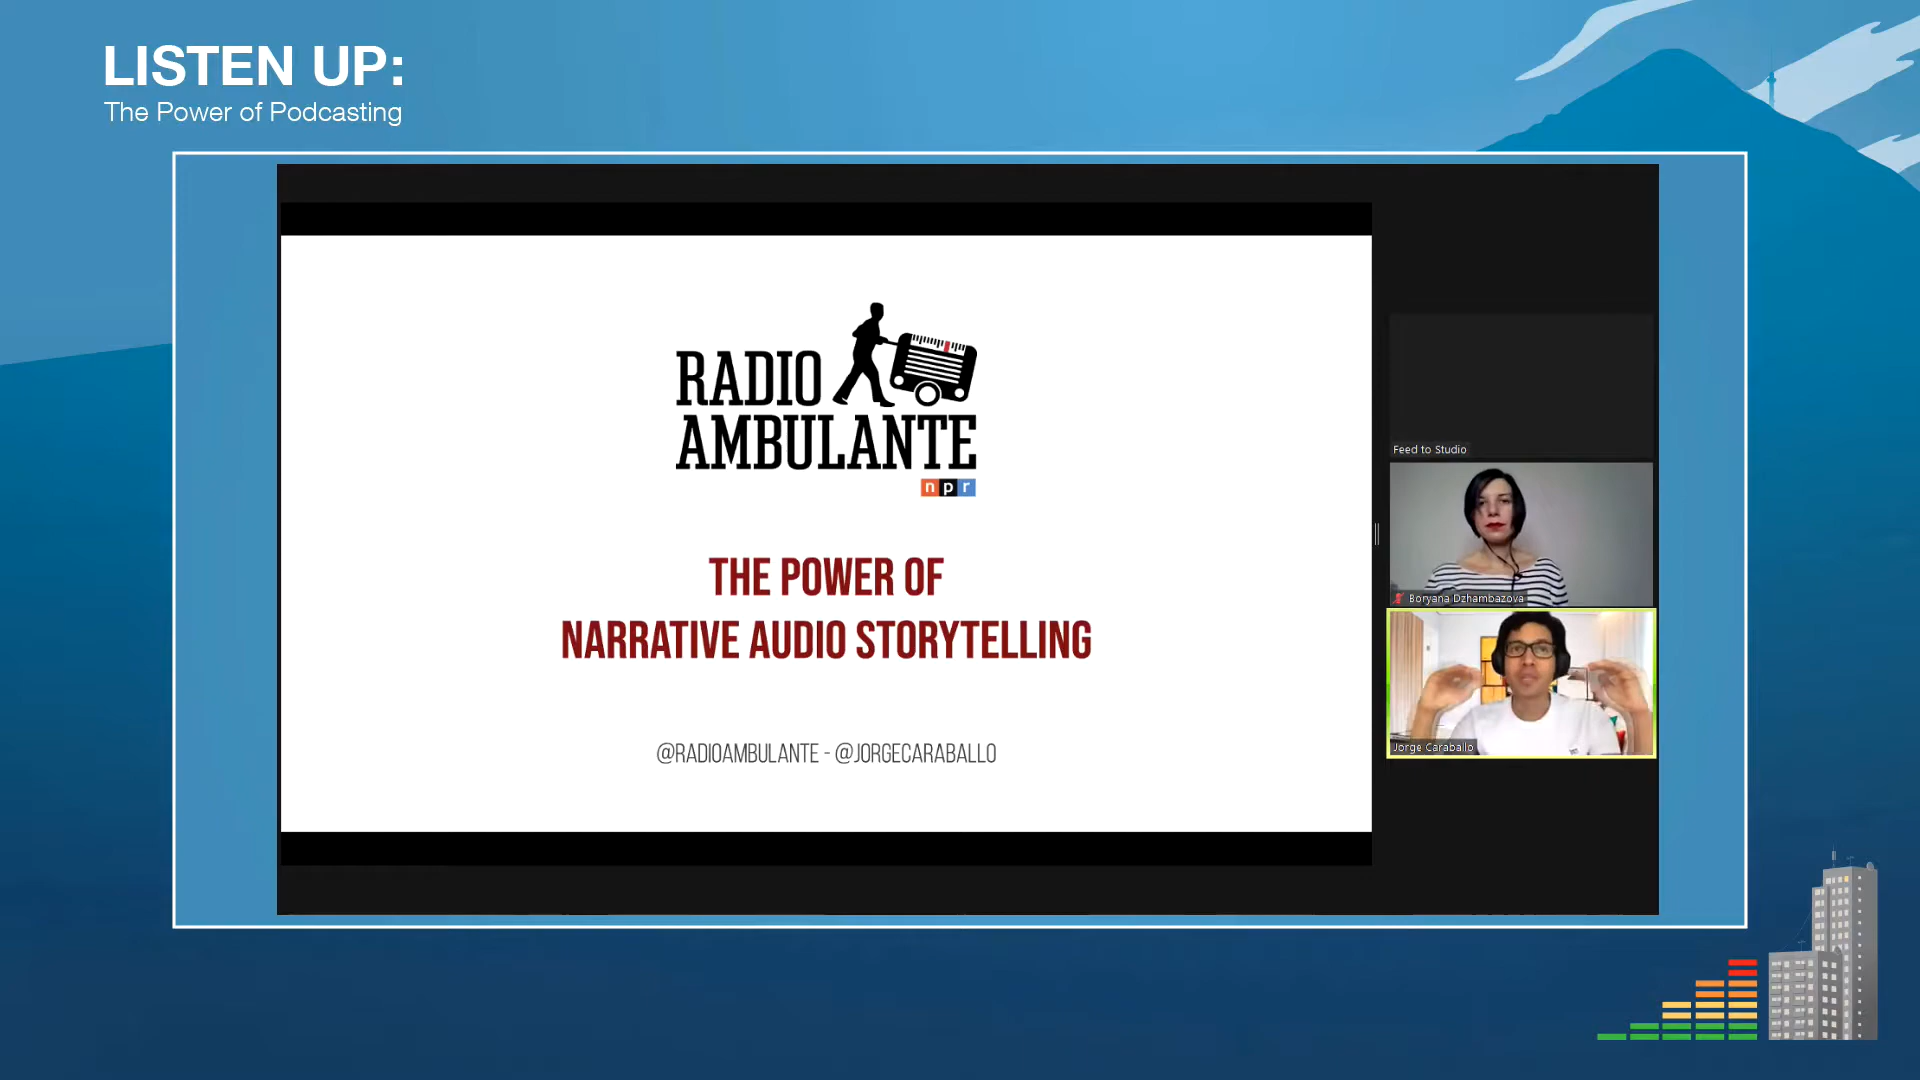 LISTEN UP:
The Power of Podcasting
RADIO
AMBULANTE
npr
THE POWER OF
NARRATIVE AUDIO STORYTELLING
@RADIOAMBULANTE - @JORGECARABALLO
Feed to Studio
Boryana Dzhambazova
Jorge Caraballo